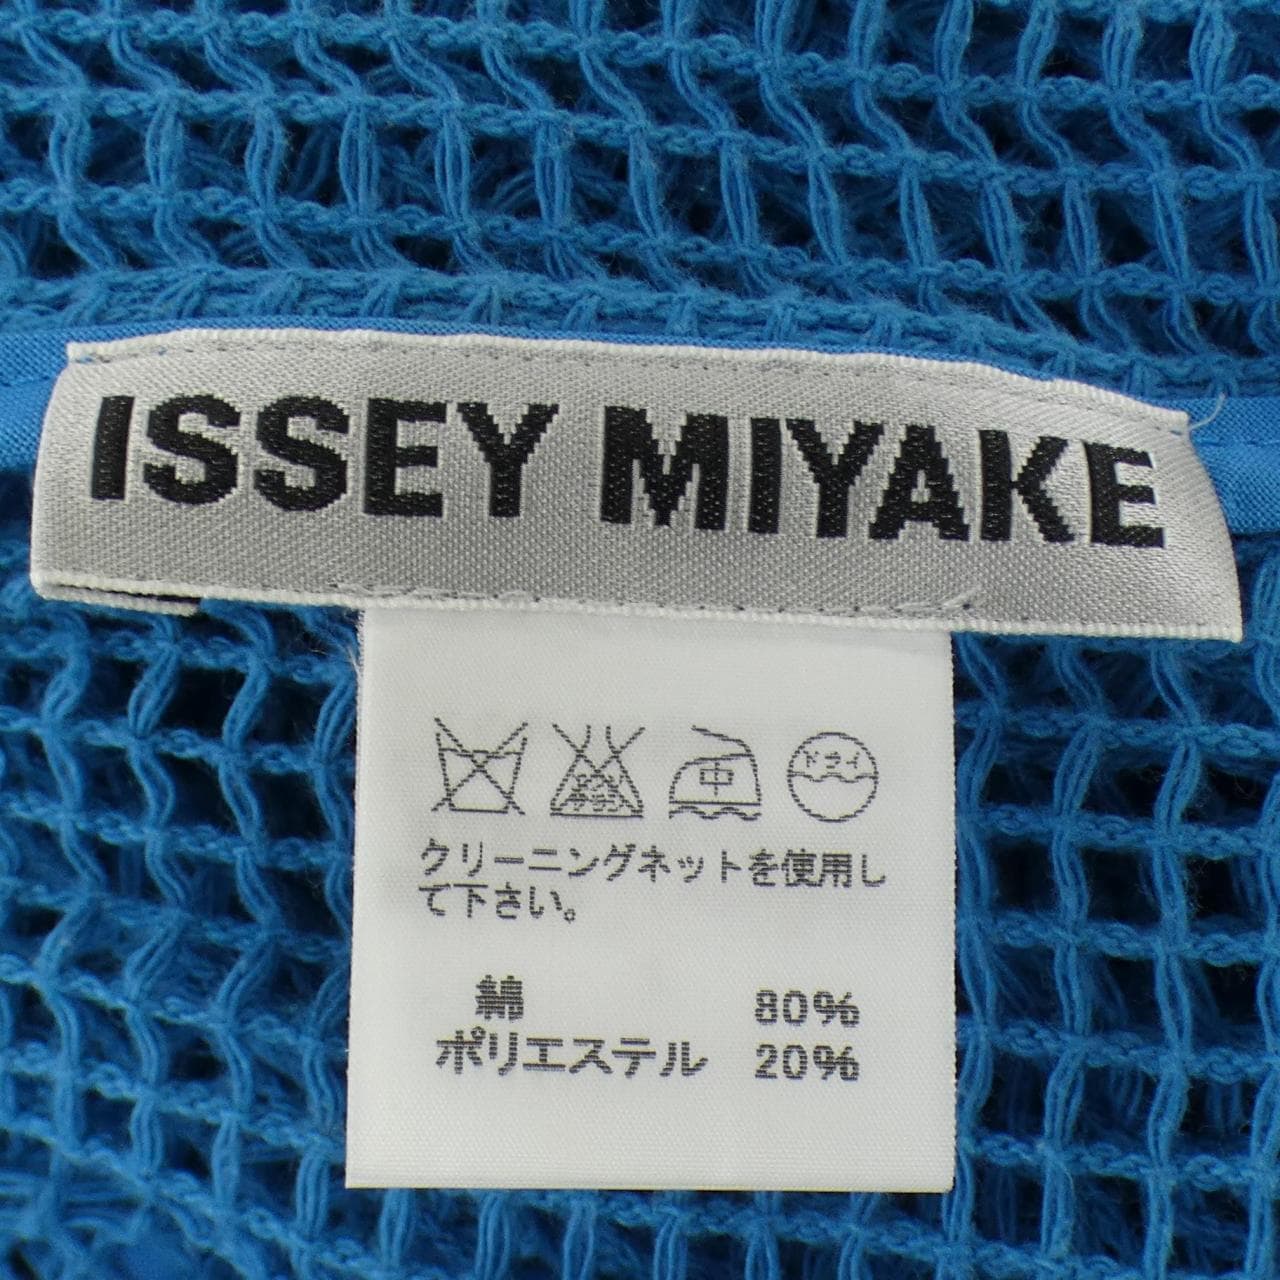 ISSEY MIYAKE
中 ドライ
クリーニングネットを使用し
て下さい。
綿 80%
ポリエステル 20%